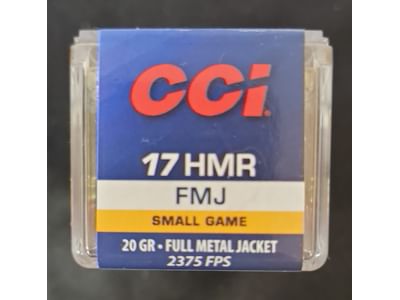 CCI
17 HMR
FMJ
SMALL GAME
20 GR • FULL METAL JACKET
2375 FPS